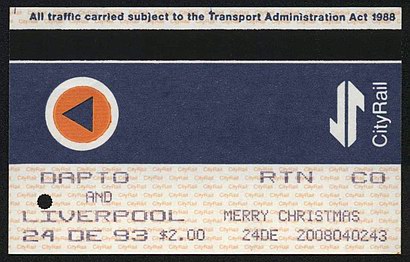 All traffic carried subject to the Transport Administration Act 1988
CityRail
DAPTO RTN CO
AND
LIVERPOOL MERRY CHRISTMAS
24 DE 93 $2.00 24DE 2008040243